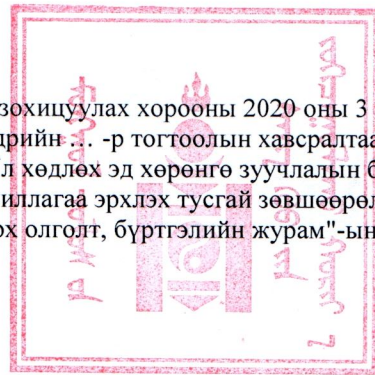 зохицуулах хорооны 2020 оны 3
дрийн ... -р тогтоолын хавсралтаа
л хөдлөх эд хөрөнгө зуучлалын б
иллагаа эрхлэх тусгай зөвшөөрөл
ох олголт, бүртгэлийн журам"-ын